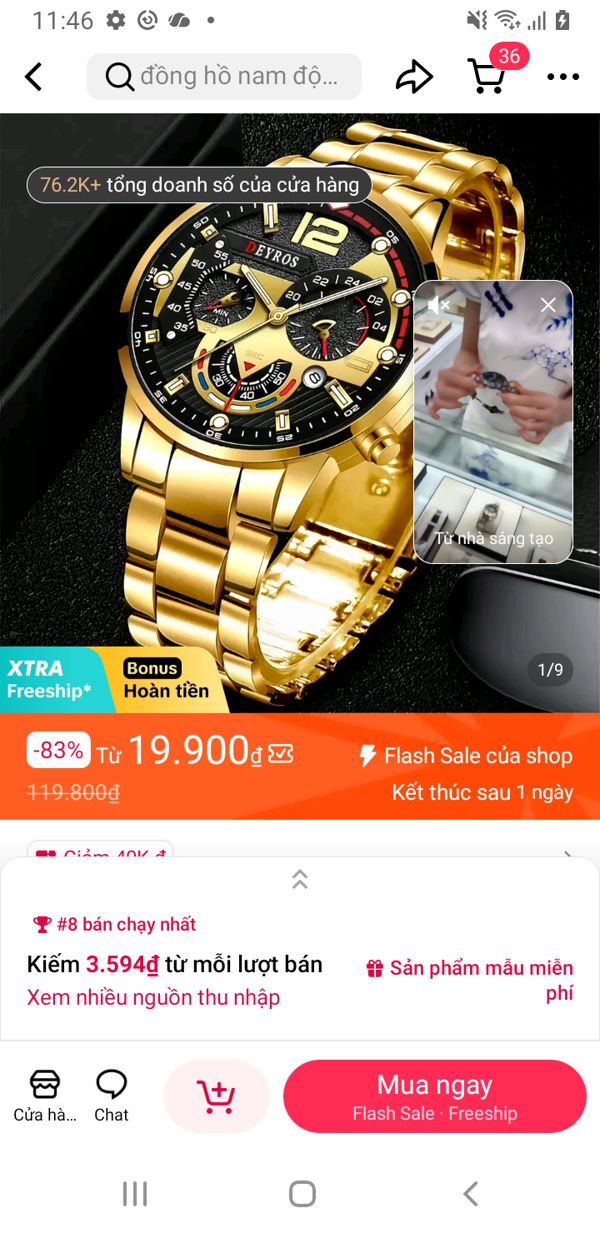 11:46
đồng hồ nam độ...
36
76.2K+ tổng doanh số của cửa hàng
DEYROS
12
Từ nhà sáng tạo
XTRA
Freeship*
Bonus
Hoàn tiền
1/9
-83% Từ 19.900₫
119.800₫
Flash Sale của shop
Kết thúc sau 1 ngày
#8 bán chạy nhất
Kiếm 3.594₫ từ mỗi lượt bán
Xem nhiều nguồn thu nhập
Sản phẩm mẫu miễn
phí
Cửa hà...
Chat
Mua ngay
Flash Sale · Freeship